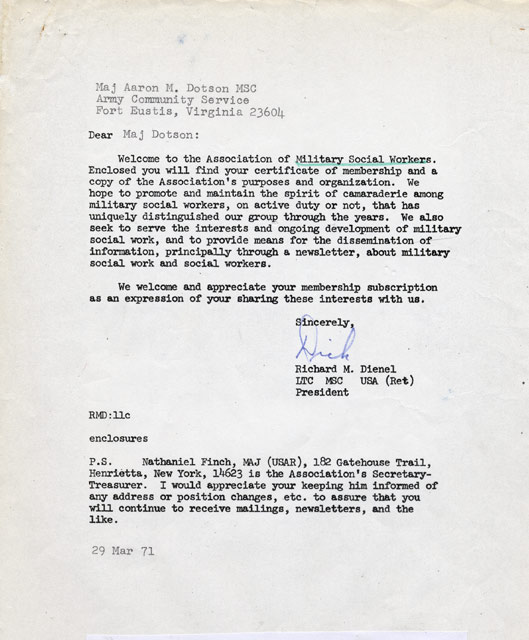 Maj Aaron M. Dotson MSC
Army Community Service
Fort Eustis, Virginia 23604
Dear Maj Dotson:
Welcome to the Association of Military Social Workers.
Enclosed you will find your certificate of membership and a
copy of the Association's purposes and organization. We
hope to promote and maintain the spirit of camaraderie among
military social workers, on active duty or not, that has
uniquely distinguished our group through the years. We also
seek to serve the interests and ongoing development of military
social work, and to provide means for the dissemination of
information, principally through a newsletter, about military
social work and social workers.
We welcome and appreciate your membership subscription
as an expression of your sharing these interests with us.
Sincerely,
Dick
Richard M. Dienel
LTC MSC USA (Ret)
President
RMD:llc
enclosures
P.S. Nathaniel Finch, MAJ (USAR), 182 Gatehouse Trail,
Henrietta, New York, 14623 is the Association's Secretary-
Treasurer. I would appreciate your keeping him informed of
any address or position changes, etc. to assure that you
will continue to receive mailings, newsletters, and the
like.
29 Mar 71